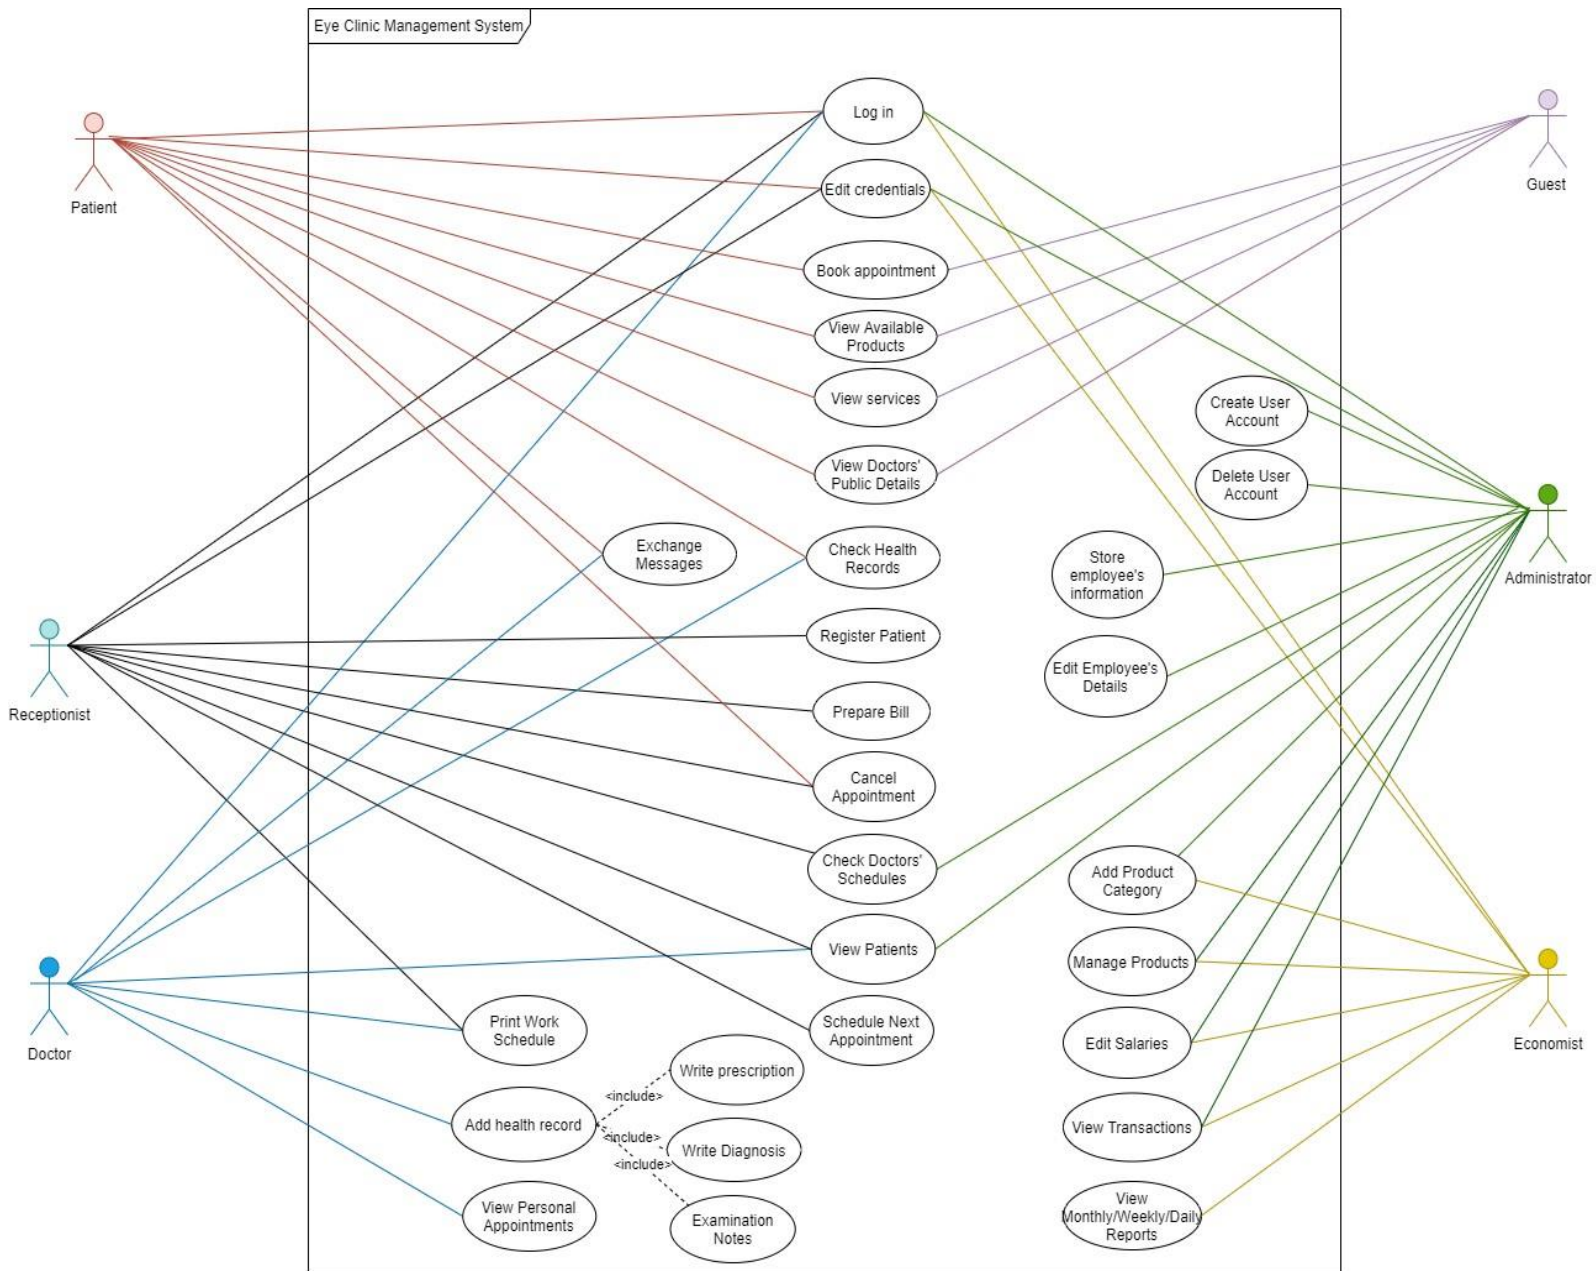 Eye Clinic Management System
Log in
Patient
Guest
Edit credentials
Book appointment
View Available
Products
View services
Create User
Account
View Doctors'
Public Details
Delete User
Account
Exchange
Messages
Check Health
Records
Store
employee's
information
Administrator
Register Patient
Edit Employee's
Details
Receptionist
Prepare Bill
Cancel
Appointment
Check Doctors'
Schedules
Add Product
Category
View Patients
Manage Products
Print Work
Schedule
Schedule Next
Appointment
Doctor
Edit Salaries
Economist
Write prescription
<include>
Add health record
<include>
Write Diagnosis
<include>
View Transactions
View Personal
Appointments
Examination
Notes
View
Monthly/Weekly/Daily
Reports